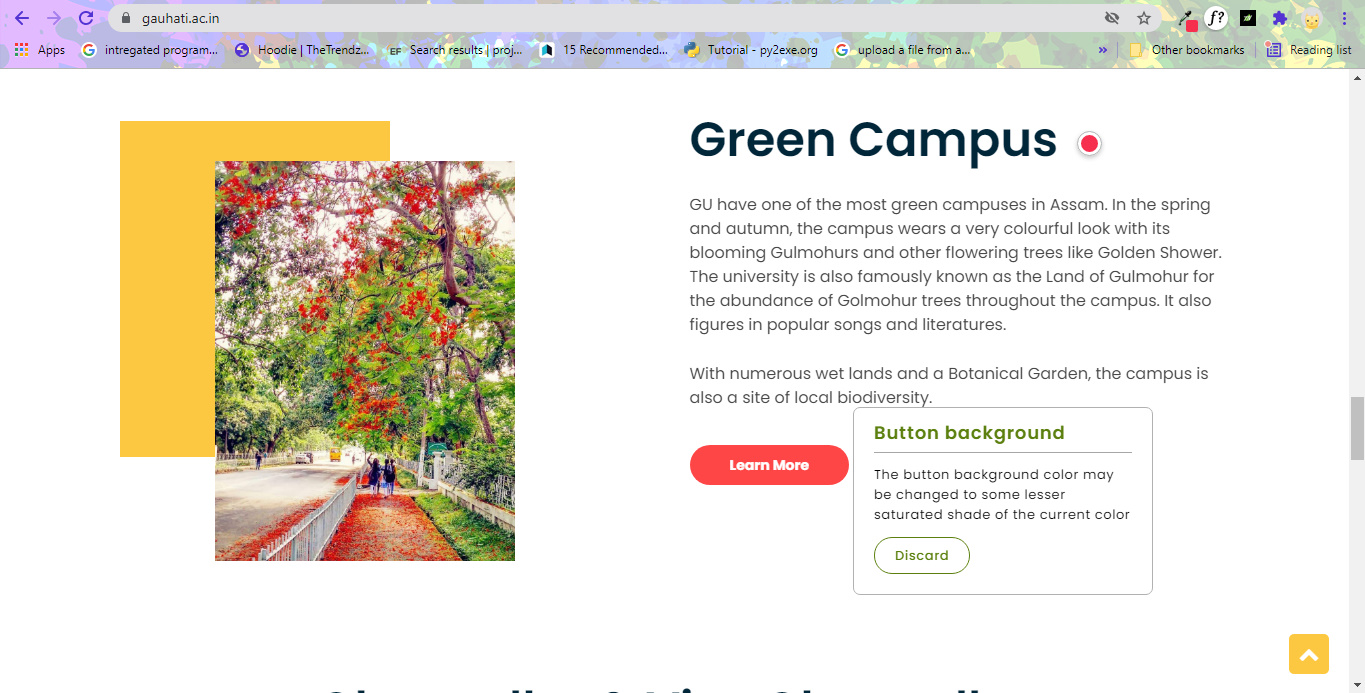 gauhati.ac.in
f?
Apps
intregated program...
Hoodie | TheTrendz...
EF Search results | proj...
15 Recommended...
Tutorial - py2exe.org
upload a file from a...
»
Other bookmarks
Reading list
Green Campus
GU have one of the most green campuses in Assam. In the spring
and autumn, the campus wears a very colourful look with its
blooming Gulmohurs and other flowering trees like Golden Shower.
The university is also famously known as the Land of Gulmohur for
the abundance of Golmohur trees throughout the campus. It also
figures in popular songs and literatures.
With numerous wet lands and a Botanical Garden, the campus is
also a site of local biodiversity.
Learn More
Button background
The button background color may
be changed to some lesser
saturated shade of the current color
Discard